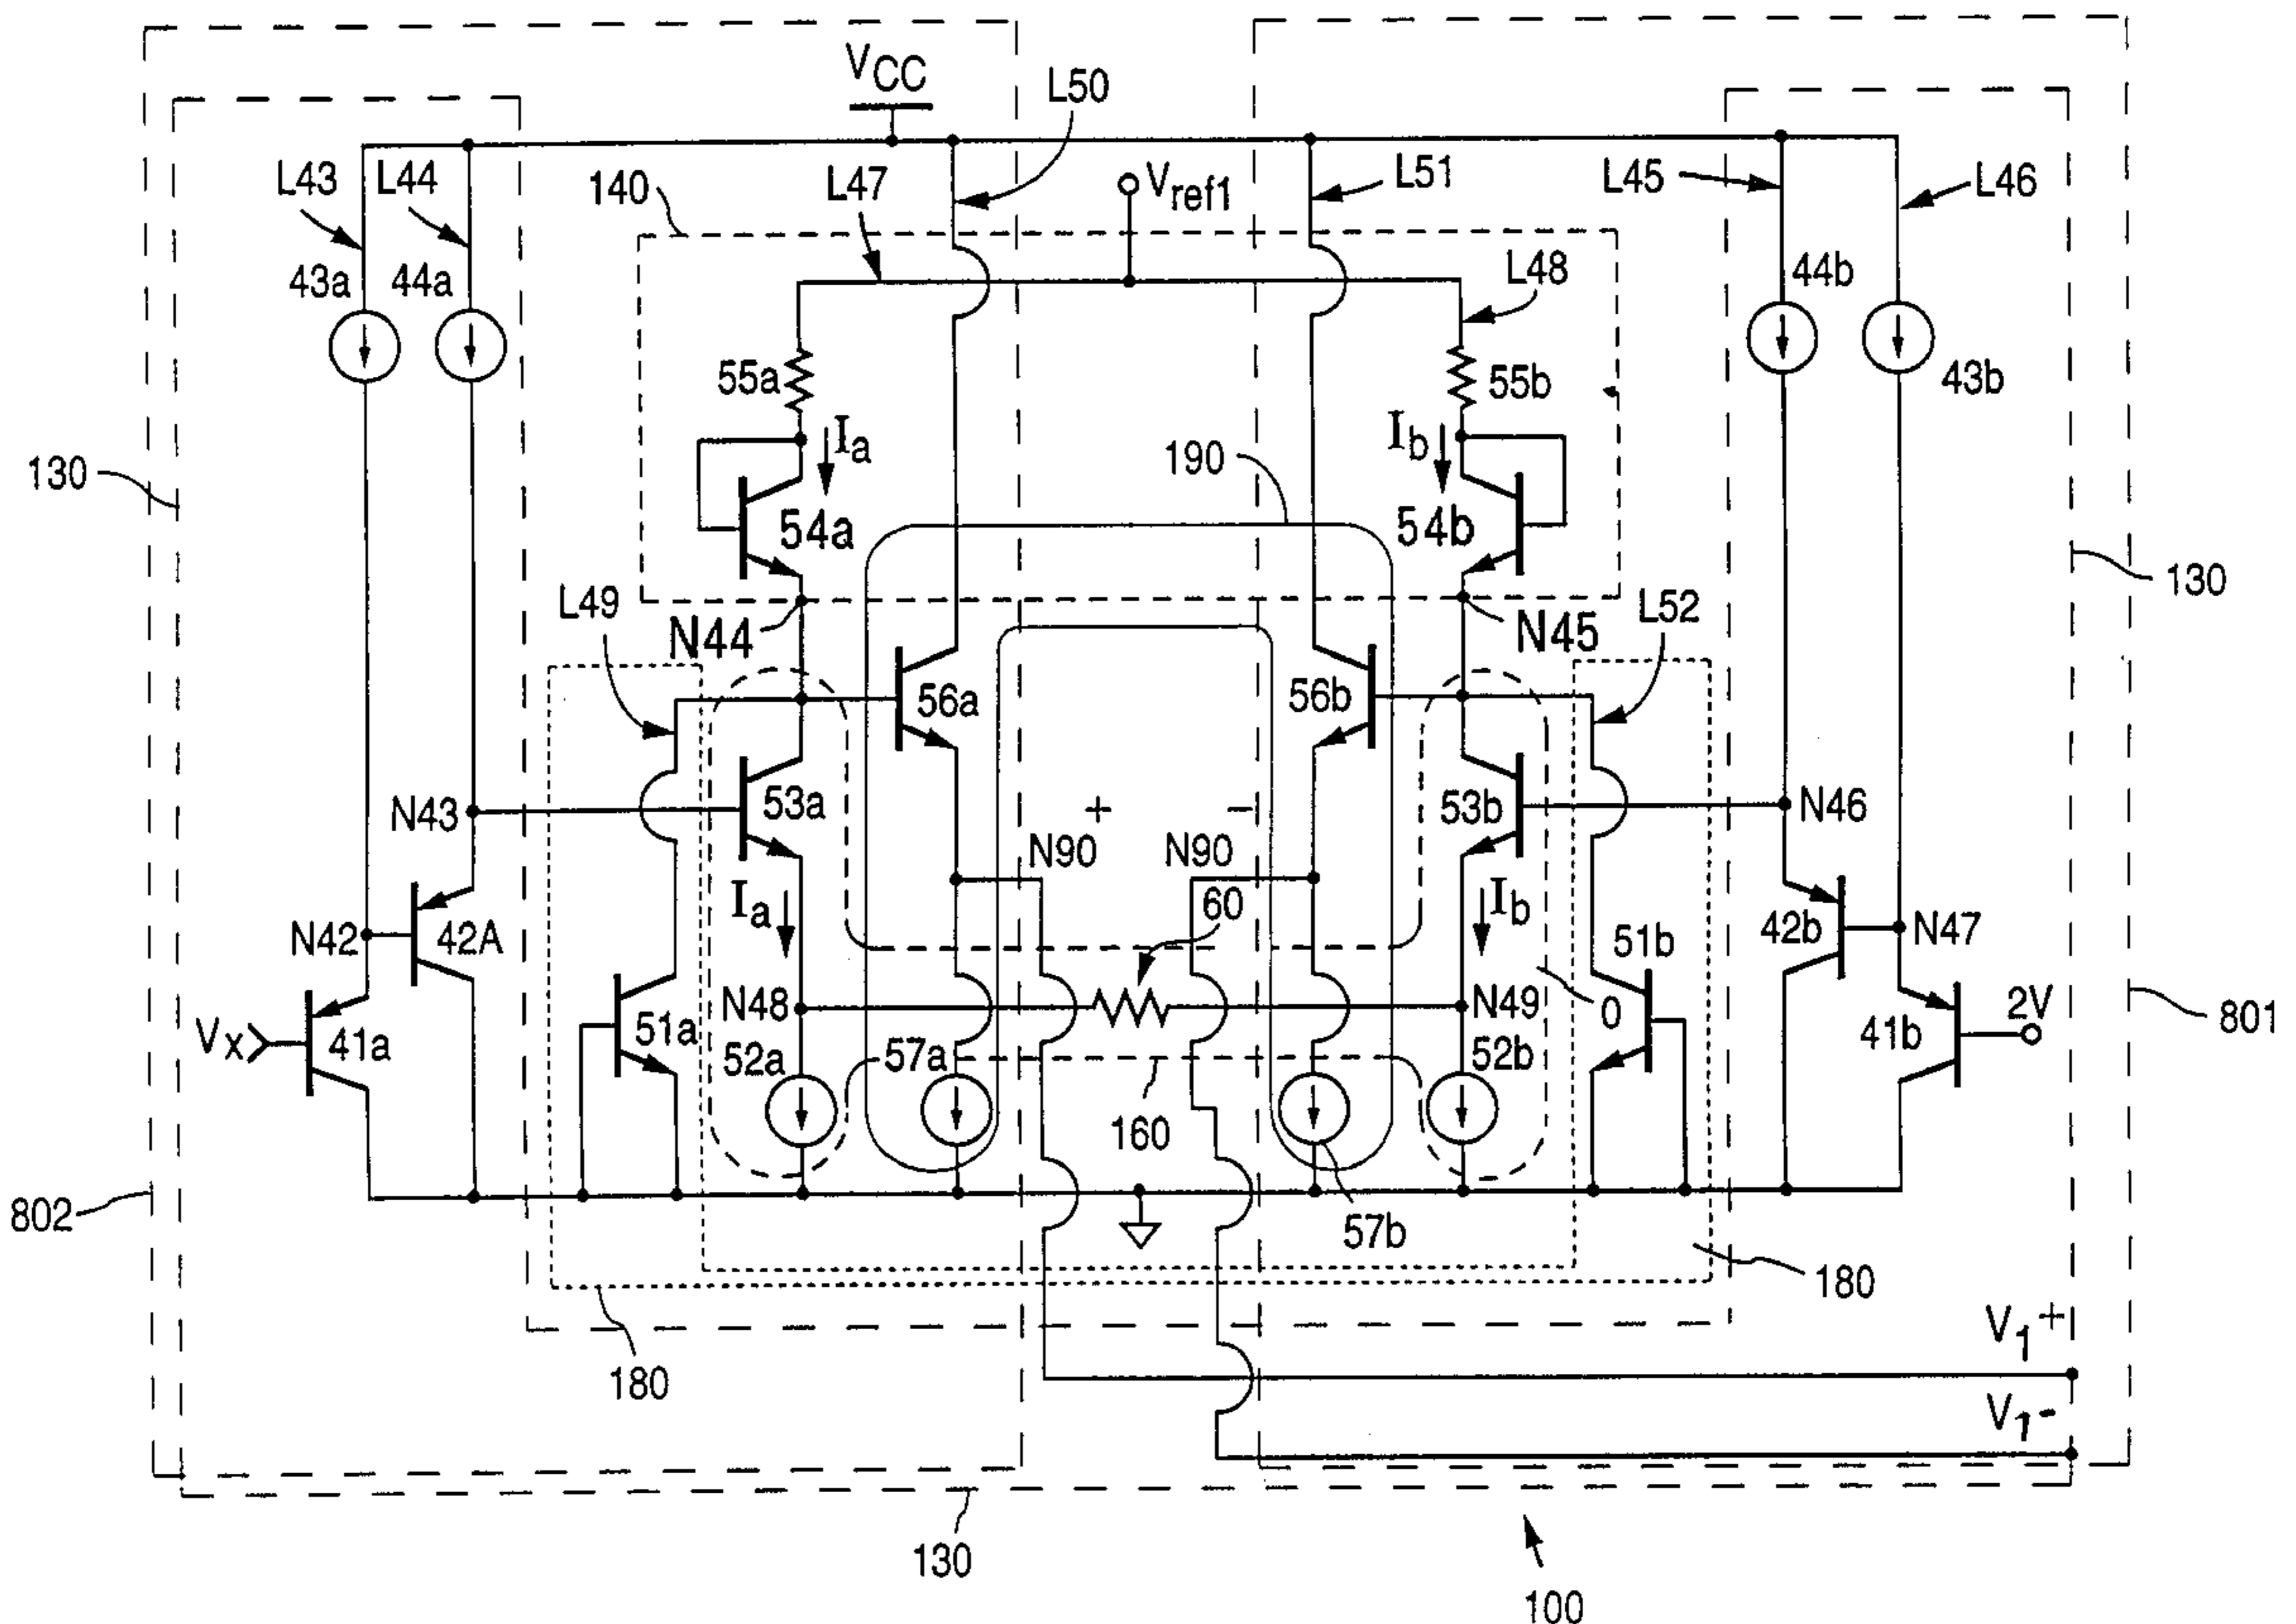 VCC
L50
L43
L44
140
L47
Vref1
L51
L45
L46
43a
44a
L48
44b
55a
55b
43b
Ia
Ib
130
190
54a
54b
130
L49
L52
N44
N45
56a
56b
53a
+
−
53b
N43
N46
N90
N90
60
Ia
Ib
N42
42A
51b
42b
N47
N48
N49
0
2V
801
Vx
41a
51a
52a
57a
52b
41b
160
802
57b
180
V1+
180
V1-
130
100